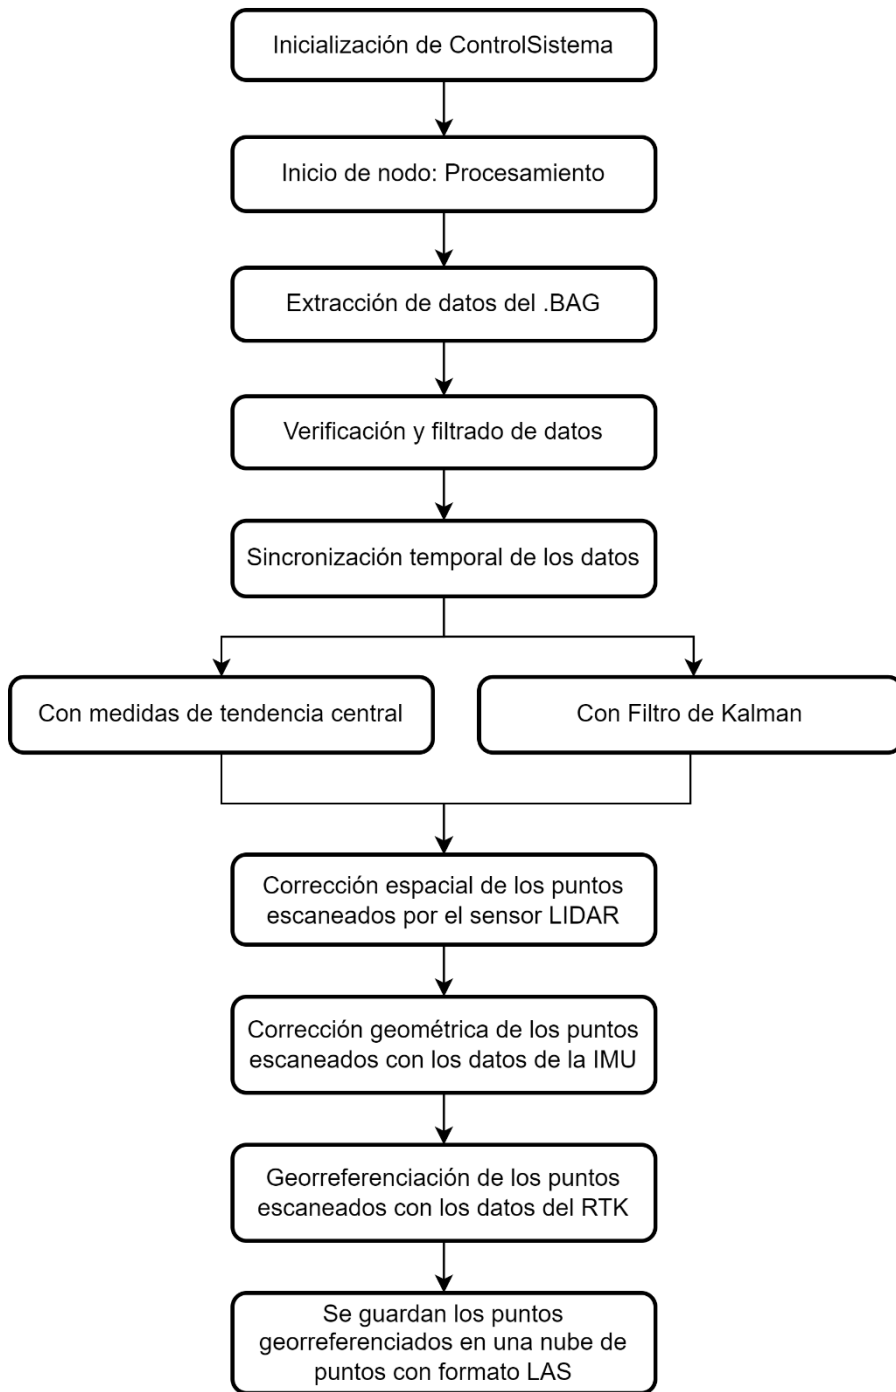 Inicialización de ControlSistema
Inicio de nodo: Procesamiento
Extracción de datos del .BAG
Verificación y filtrado de datos
Sincronización temporal de los datos
Con medidas de tendencia central
Con Filtro de Kalman
Corrección espacial de los puntos
escaneados por el sensor LIDAR
Corrección geométrica de los puntos
escaneados con los datos de la IMU
Georreferenciación de los puntos
escaneados con los datos del RTK
Se guardan los puntos
georreferenciados en una nube de
puntos con formato LAS